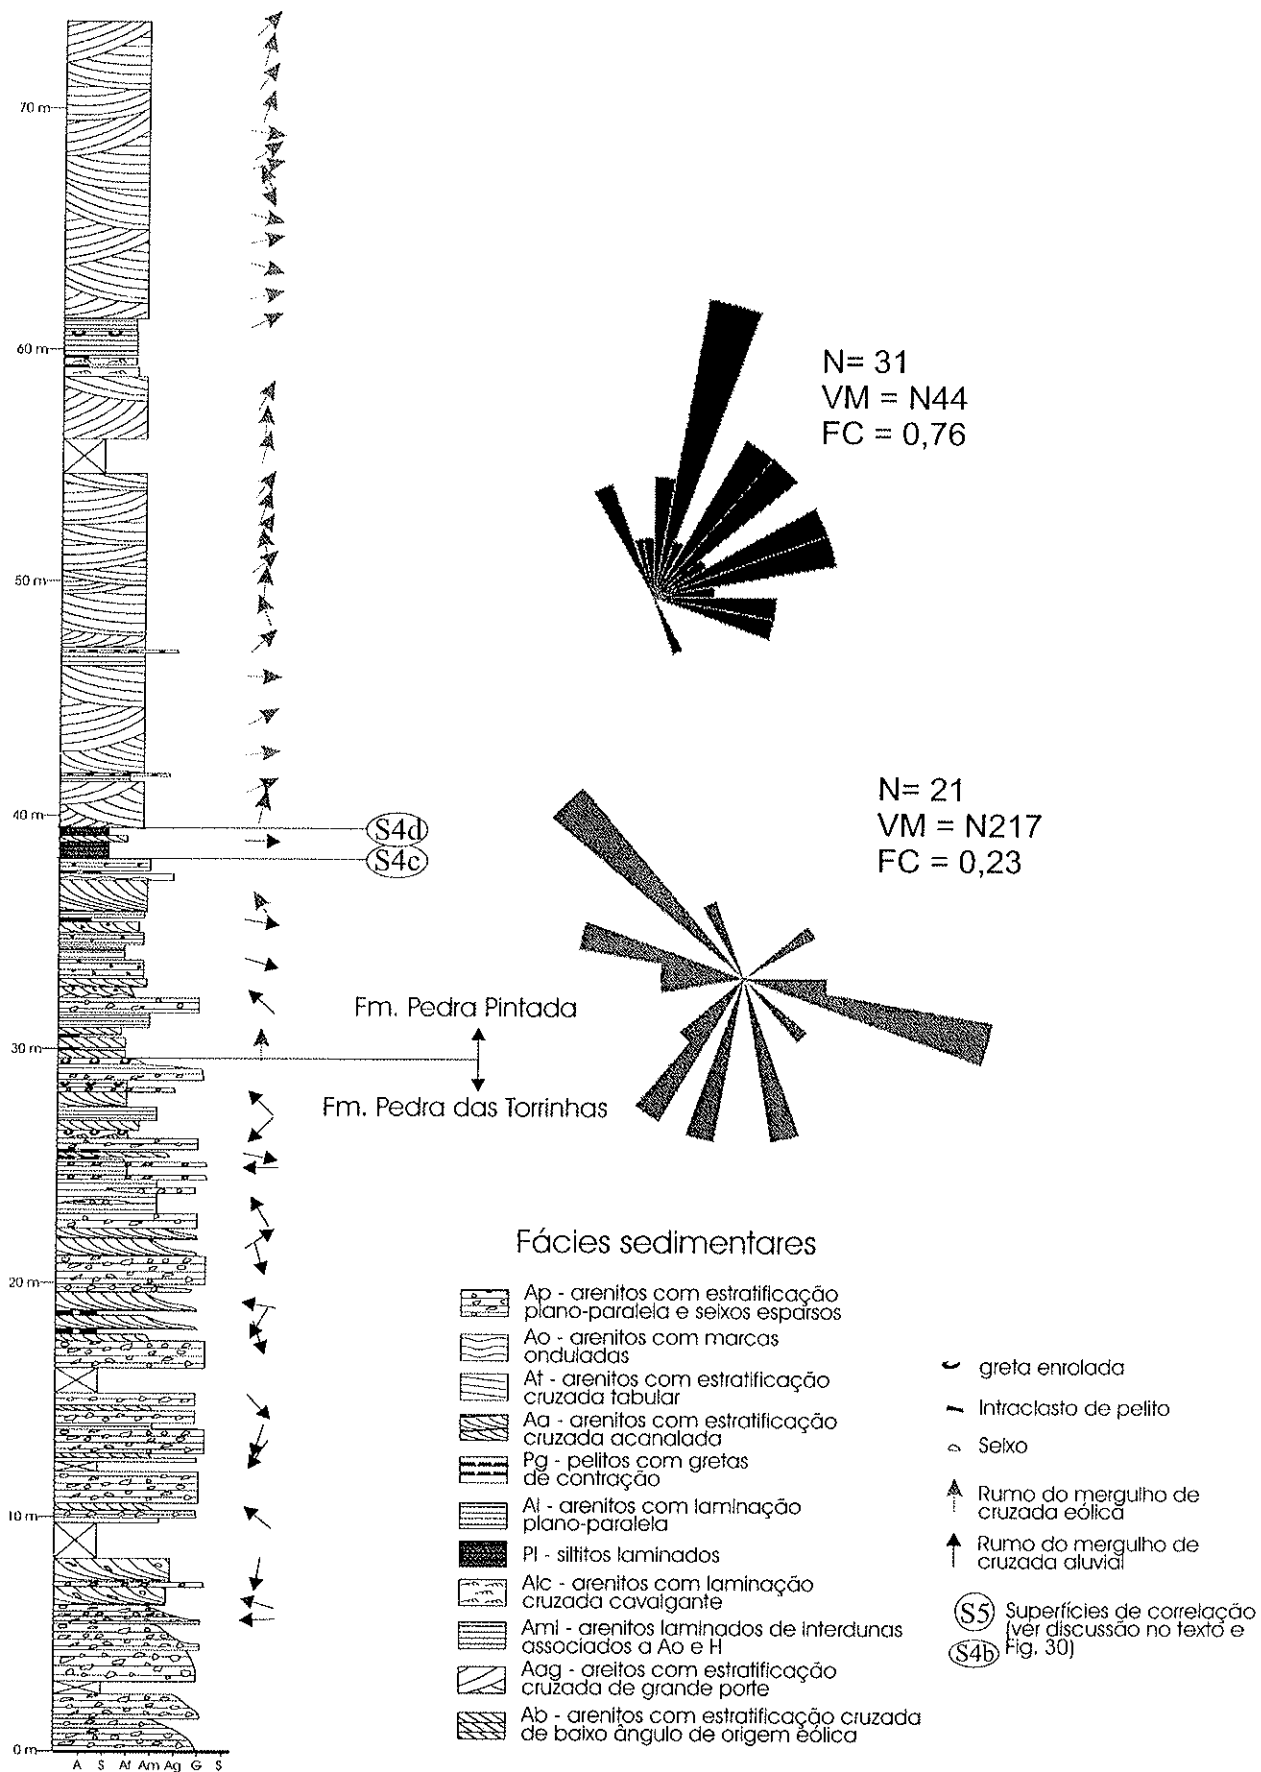 70 m
60 m
50 m
40 m
30 m
20 m
10 m
0 m
A S Af Am Ag G S
N= 31
VM = N44
FC = 0,76
N= 21
VM = N217
FC = 0,23
S4d
S4c
Fm. Pedra Pintada
Fm. Pedra das Torrinhas
Fácies sedimentares
Ap - arenitos com estratificação
plano-paralela e seixos esparsos
Ao - arenitos com marcas
onduladas
At - arenitos com estratificação
cruzada tabular
Aa - arenitos com estratificação
cruzada acanalada
Pg - pelitos com gretas
de contração
Al - arenitos com laminação
plano-paralela
Pl - siltitos laminados
Alc - arenitos com laminação
cruzada cavalgante
Aml - arenitos laminados de interdunas
associados a Ao e H
Aag - areitos com estratificação
cruzada de grande porte
Ab - arenitos com estratificação cruzada
de baixo ângulo de origem eólica
greta enrolada
Intraclasto de pelito
Seixo
Rumo do mergulho de
cruzada eólica
Rumo do mergulho de
cruzada aluvial
S5
S4b
Superfícies de correlação
(ver discussão no texto e
Fig. 30)